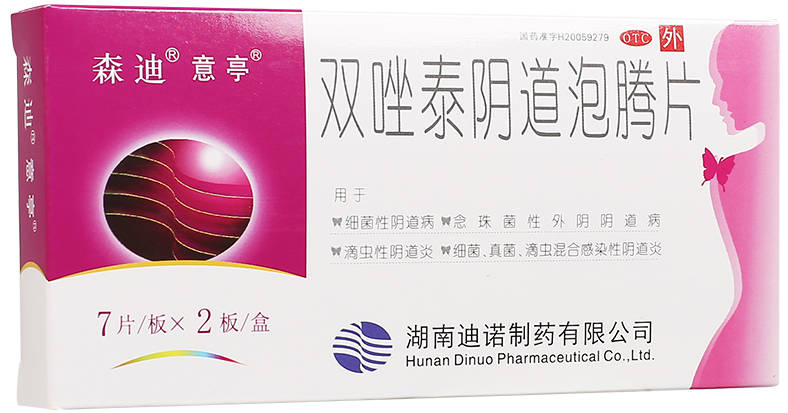 森迪® 意亭®
森迪® 意亭®
国药准字H20059279 OTC 外
双唑泰阴道泡腾片
用于
细菌性阴道病 念珠菌性外阴阴道病
滴虫性阴道炎 细菌、真菌、滴虫混合感染性阴道炎
7片/板×2板/盒
湖南迪诺制药有限公司
Hunan Dinuo Pharmaceutical Co.,Ltd.